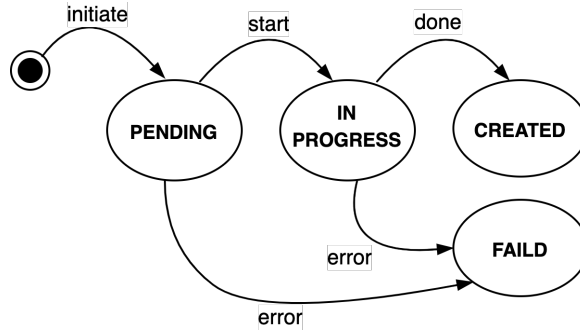 initiate
start
done
PENDING
IN
PROGRESS
CREATED
error
FAILD
error